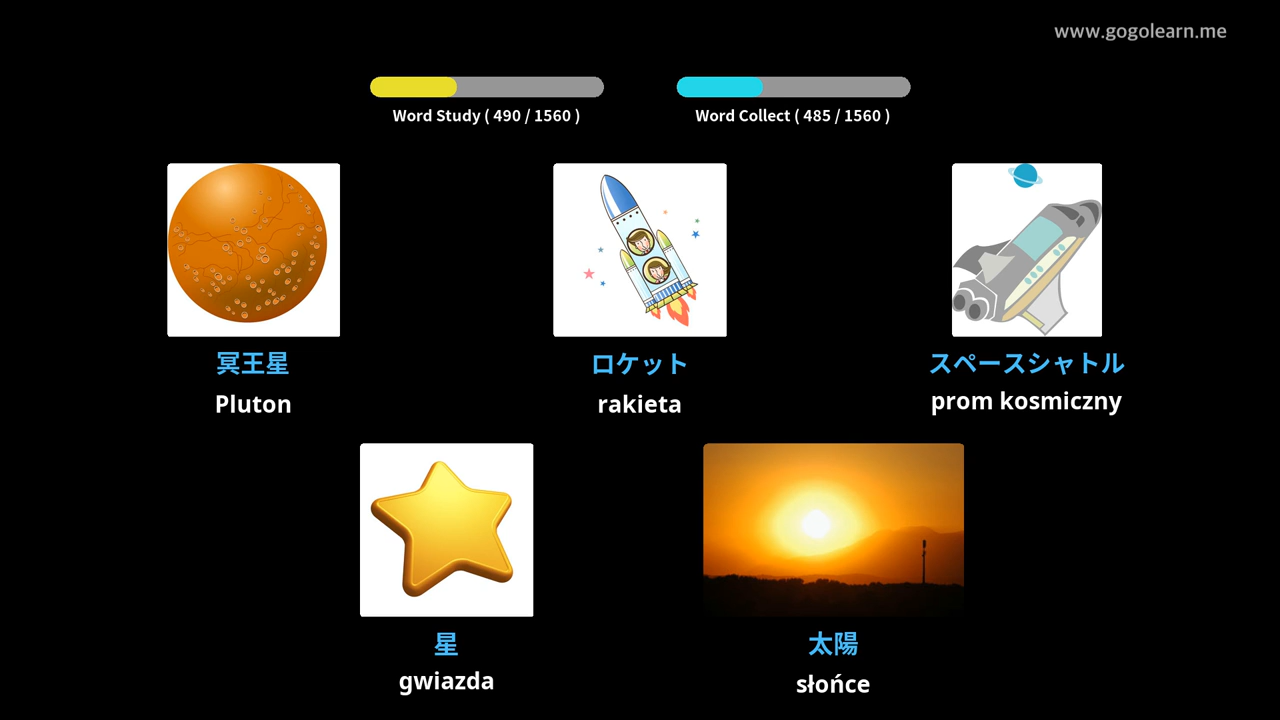 www.gogolearn.me
Word Study ( 490 / 1560 )
Word Collect ( 485 / 1560 )
冥王星
Pluton
ロケット
rakieta
スペースシャトル
prom kosmiczny
星
gwiazda
太陽
słońce